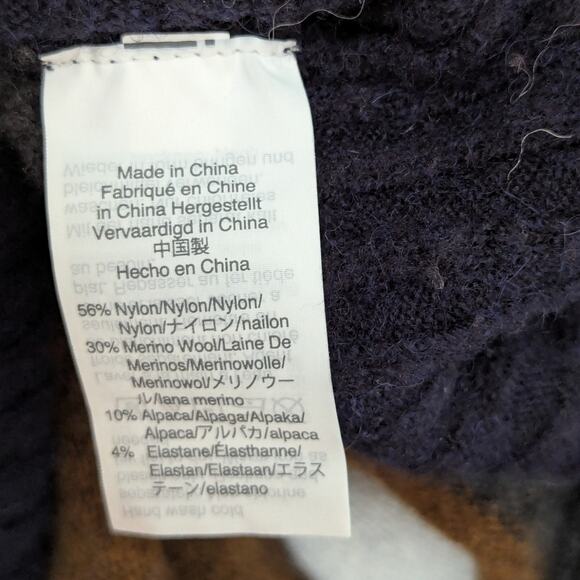 Made in China
Fabriqué en Chine
in China Hergestellt
Vervaardigd in China
中国製
Hecho en China
56% Nylon/Nylon/Nylon/
Nylon/ナイロン/nailon
30% Merino Wool/Laine De
Merinos/Merinowolle/
Merinowol/メリノウー
ル/lana merino
10% Alpaca/Alpaga/Alpaka/
Alpaca/アルパカ/alpaca
4% Elastane/Élasthanne/
Elastan/Elastaan/エラス
テーン/elastano